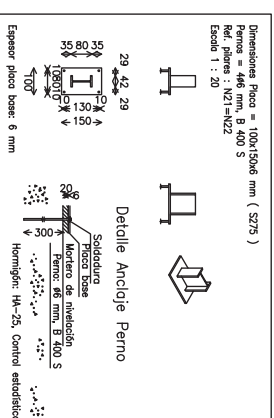 Dimensiones Placa = 100x150x6 mm ( S275 )
Pernos = 4ø6 mm, B 400 S
Ref. pilares : N21=N22
Escala 1 : 20
35 80 35
29 42 29
10 80 10
100
10 130 10
150
Espesor placa base: 6 mm
Detalle Anclaje Perno
Soldadura
Placa base
Mortero de nivelación
Perno: ø6 mm, B 400 S
20 6
300
Hormigón: HA-25, Control estadístico